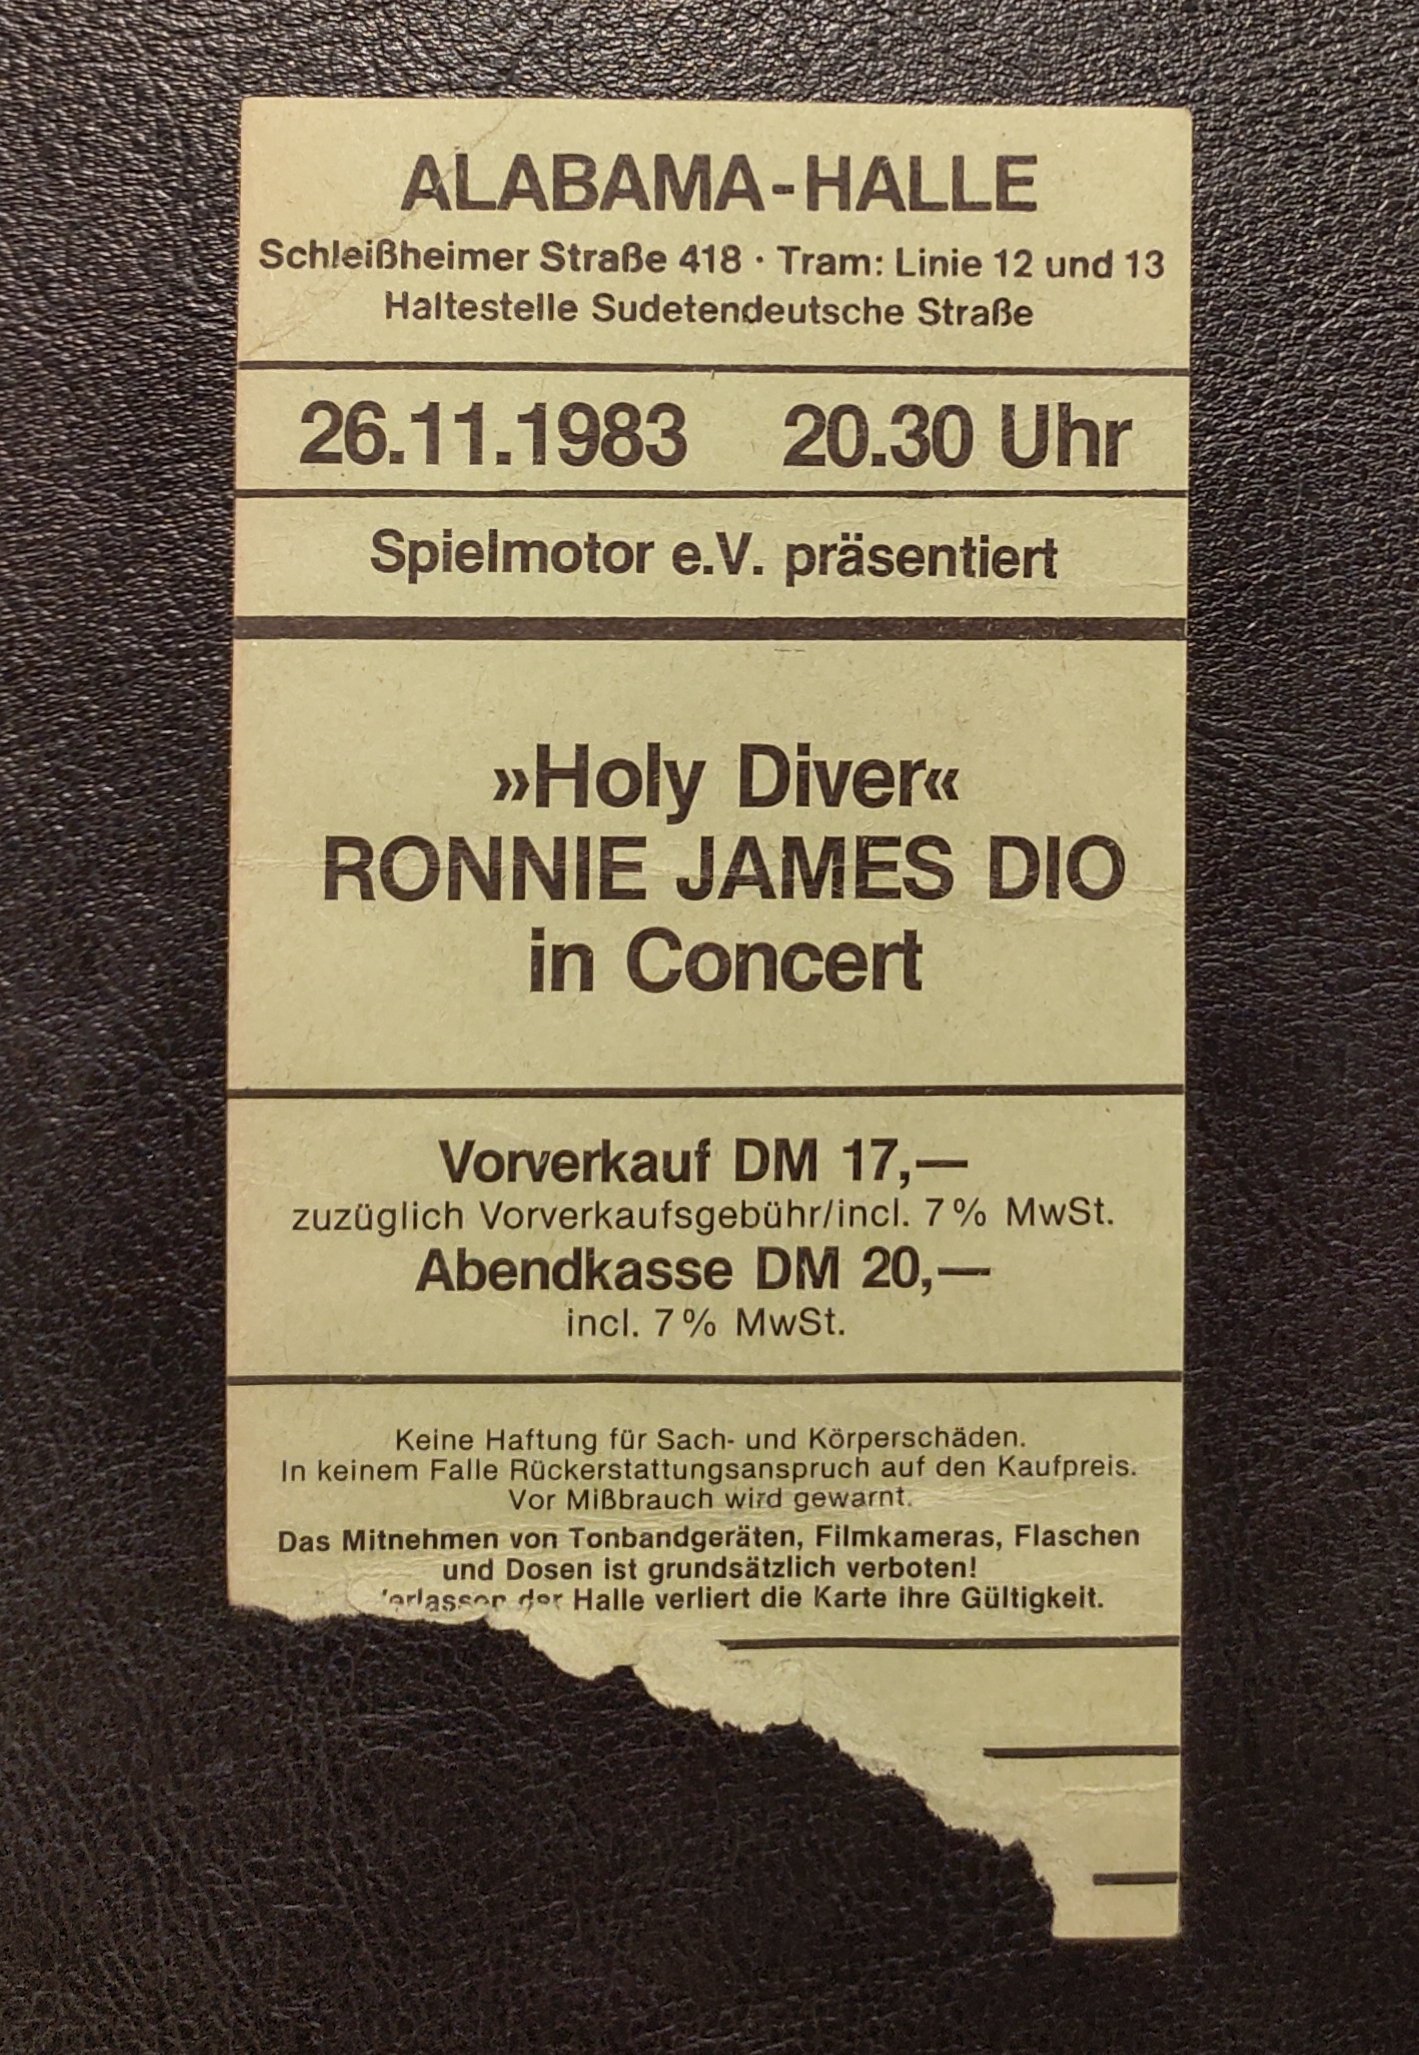 ALABAMA-HALLE
Schleißheimer Straße 418 · Tram: Linie 12 und 13
Haltestelle Sudetendeutsche Straße
26.11.1983 20.30 Uhr
Spielmotor e.V. präsentiert
»Holy Diver«
RONNIE JAMES DIO
in Concert
Vorverkauf DM 17,—
zuzüglich Vorverkaufsgebühr/incl. 7% MwSt.
Abendkasse DM 20,—
incl. 7% MwSt.
Keine Haftung für Sach- und Körperschäden.
In keinem Falle Rückerstattungsanspruch auf den Kaufpreis.
Vor Mißbrauch wird gewarnt.
Das Mitnehmen von Tonbandgeräten, Filmkameras, Flaschen
und Dosen ist grundsätzlich verboten!
der Halle verliert die Karte ihre Gültigkeit.